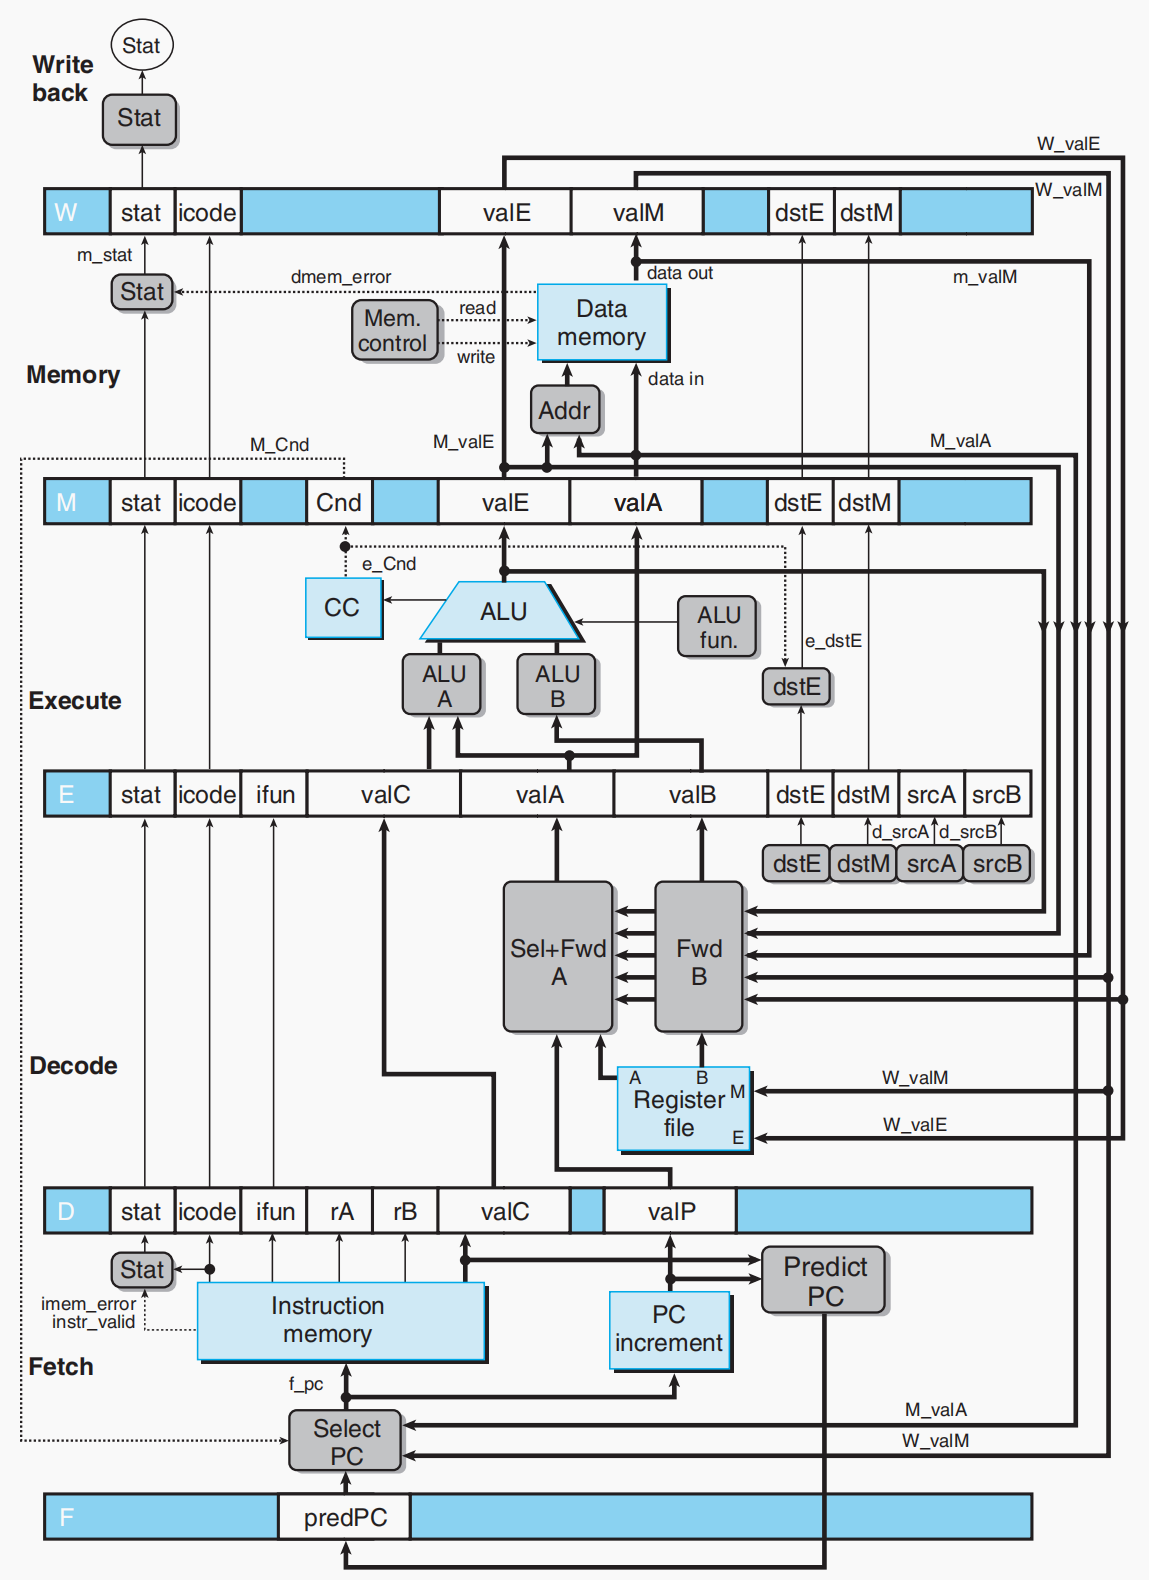 Stat
Write
back
Stat
W_valE
W
stat
icode
valE
valM
dstE
dstM
W_valM
m_stat
data out
m_valM
dmem_error
Stat
read
Mem.
control
write
Data
memory
Memory
data in
Addr
M_Cnd
M_valE
M_valA
M
stat
icode
Cnd
valE
valA
dstE
dstM
e_Cnd
CC
ALU
ALU
fun.
e_dstE
ALU
A
ALU
B
dstE
Execute
E
stat
icode
ifun
valC
valA
valB
dstE
dstM
srcA
srcB
d_srcA
d_srcB
dstE
dstM
srcA
srcB
Sel+Fwd
A
Fwd
B
Decode
A
B
M
Register
file
E
W_valM
W_valE
D
stat
icode
ifun
rA
rB
valC
valP
Stat
imem_error
instr_valid
Instruction
memory
PC
increment
Predict
PC
Fetch
f_pc
M_valA
Select
PC
W_valM
F
predPC